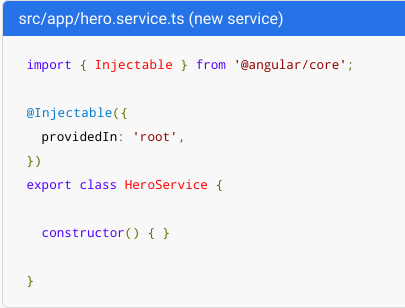 src/app/hero.service.ts (new service)
import { Injectable } from '@angular/core';
@Injectable({
  providedIn: 'root',
})
export class HeroService {
  constructor() { }
}